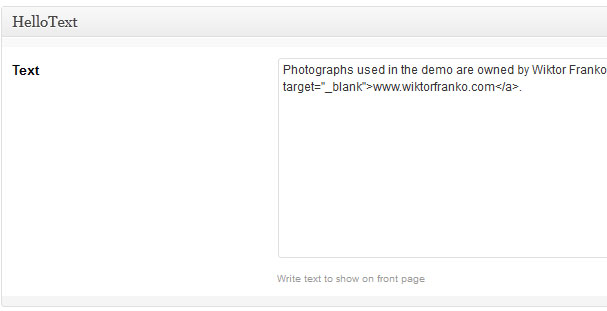 HelloText
Text
Photographs used in the demo are owned by Wiktor Franko
target="_blank">www.wiktorfranko.com</a>.
Write text to show on front page